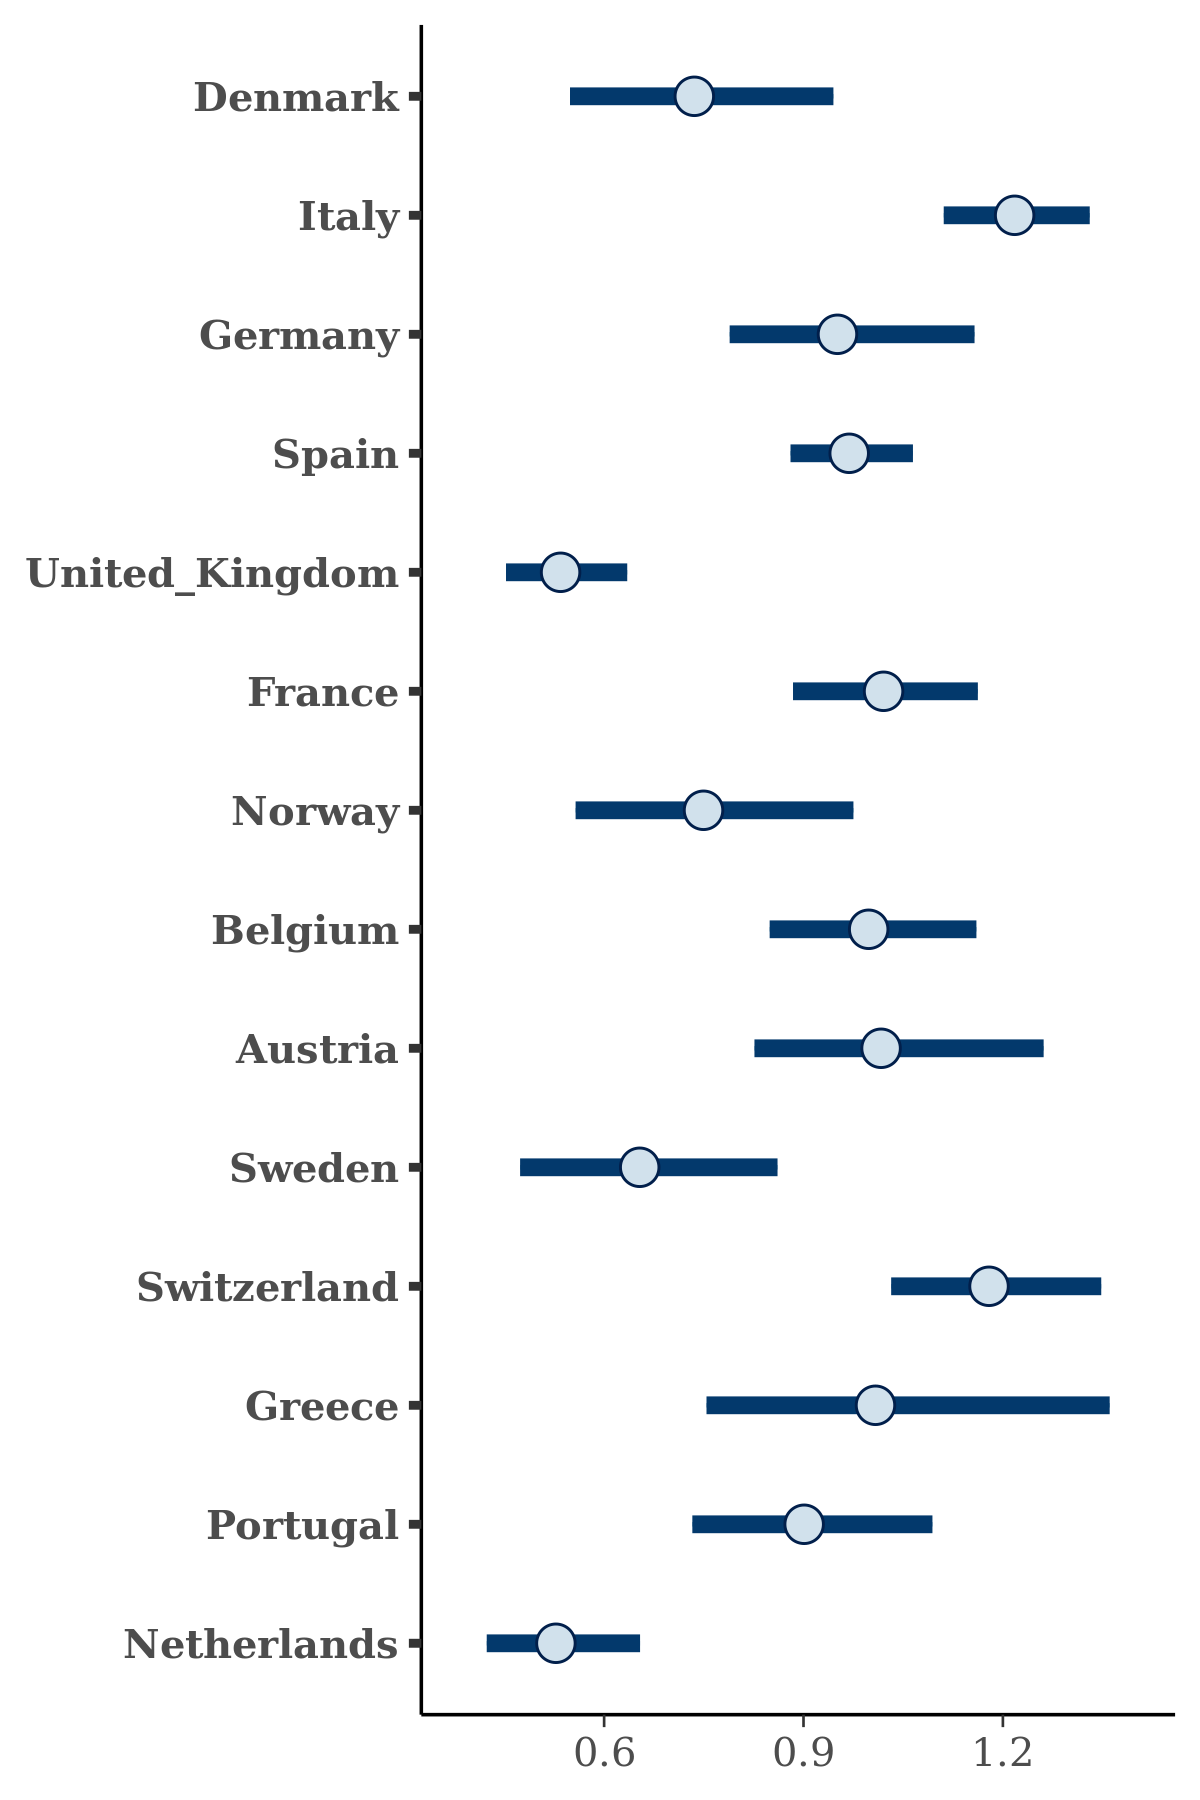 Denmark
Italy
Germany
Spain
United_Kingdom
France
Norway
Belgium
Austria
Sweden
Switzerland
Greece
Portugal
Netherlands
0.6 0.9 1.2